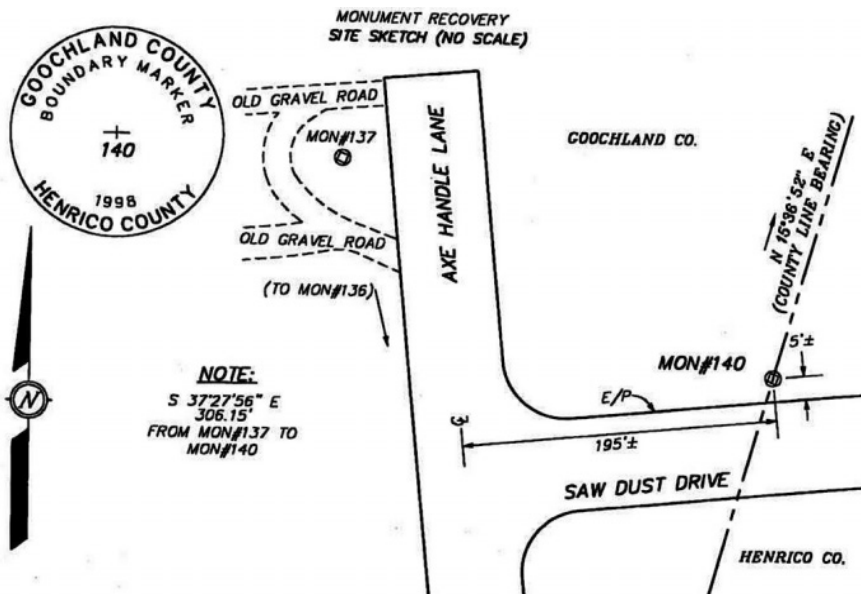 MONUMENT RECOVERY
SITE SKETCH (NO SCALE)
GOOCHLAND COUNTY
BOUNDARY MARKER
140
1998
HENRICO COUNTY
OLD GRAVEL ROAD
MON#137
OLD GRAVEL ROAD
(TO MON#136)
AXE HANDLE LANE
GOOCHLAND CO.
N 15°36'52" E
(COUNTY LINE BEARING)
5'±
MON#140
E/P
℄
195'±
SAW DUST DRIVE
HENRICO CO.
N
NOTE:
S 37°27'56" E
306.15'
FROM MON#137 TO
MON#140